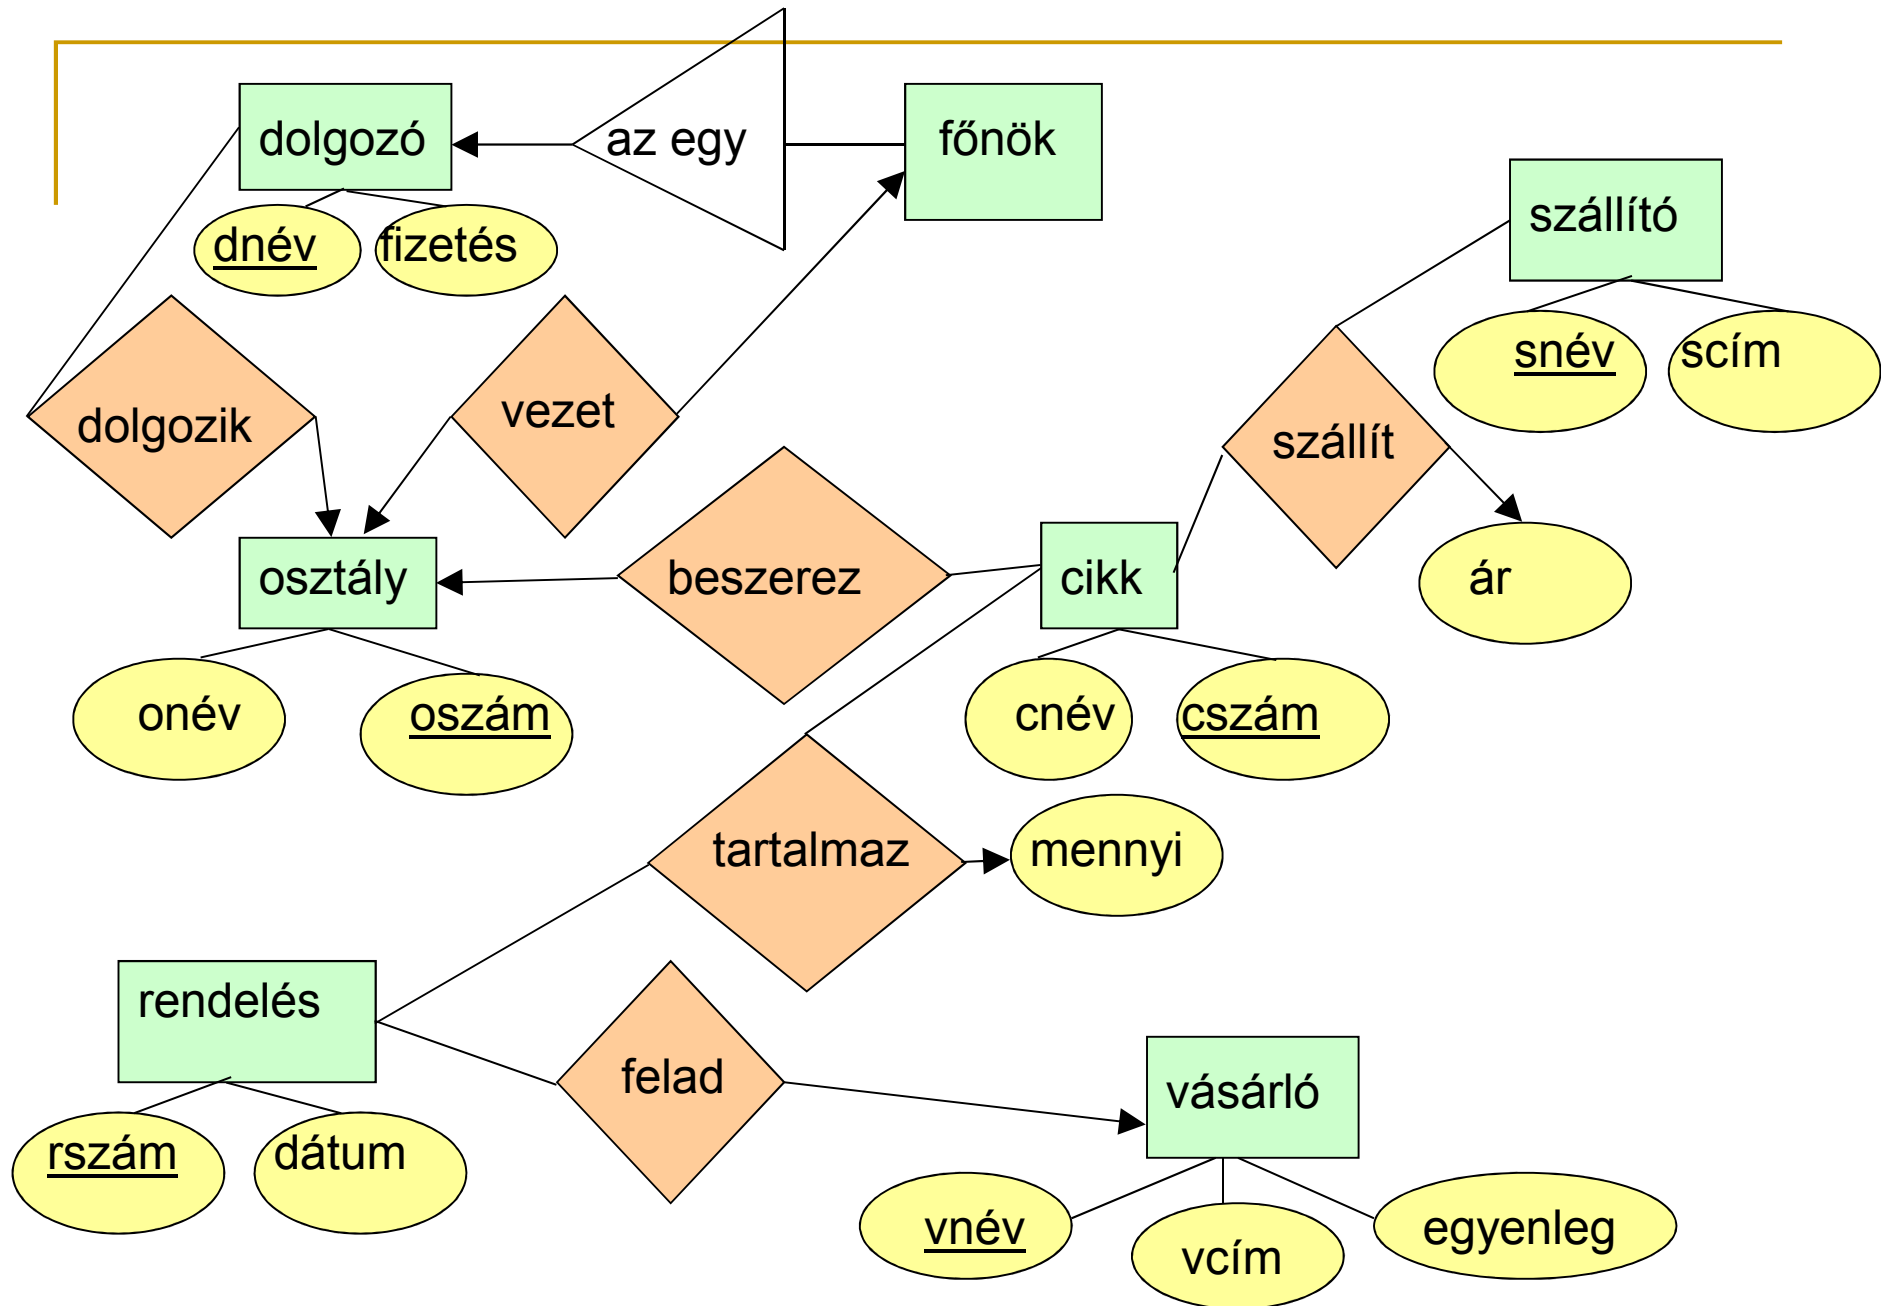 dolgozó
az egy
főnök
szállító
dnév
fizetés
snév
scím
dolgozik
vezet
szállít
osztály
beszerez
cikk
ár
onév
oszám
cnév
cszám
tartalmaz
mennyi
rendelés
felad
vásárló
rszám
dátum
vnév
vcím
egyenleg